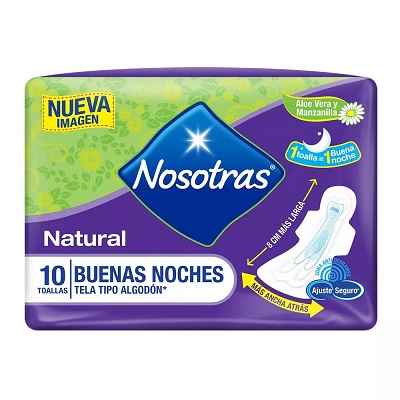 NUEVA
IMAGEN
Aloe Vera y
Manzanilla
1 toalla = 1 Buena
noche
Nosotras
Natural
8 CM MÁS LARGA
10
TOALLAS
BUENAS NOCHES
TELA TIPO ALGODÓN*
MÁS ANCHA ATRÁS
Ajuste Seguro